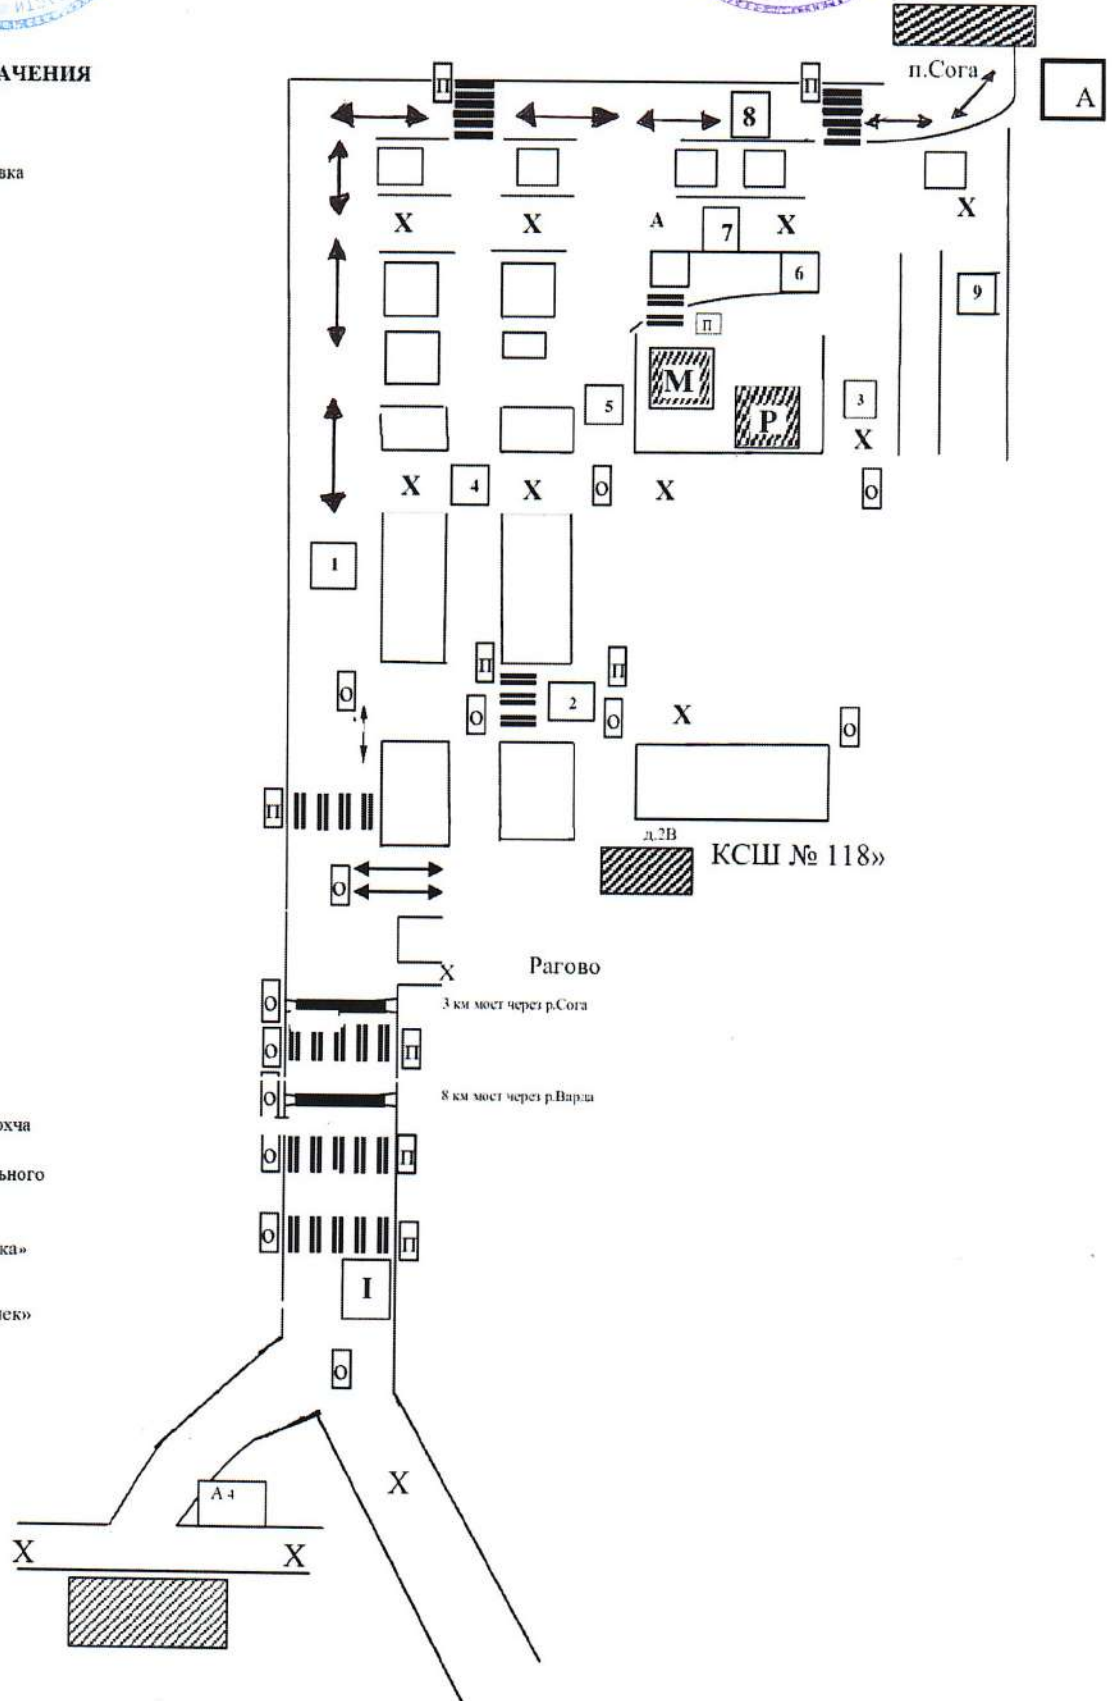 АЧЕНИЯ
вка
П
П
п.Сога
А
8
Х
Х
А
7
Х
Х
6
9
П
М
Р
5
3
Х
Х
4
Х
О
Х
О
1
П
П
О
О
2
О
Х
О
П
д.2В
КСШ № 118»
О
Х
Рагово
О
3 км мост через р.Сога
О
П
О
8 км мост через р.Варда
охча
О
П
ьного
О
П
ка»
I
чек»
О
Х
А 4
Х
Х